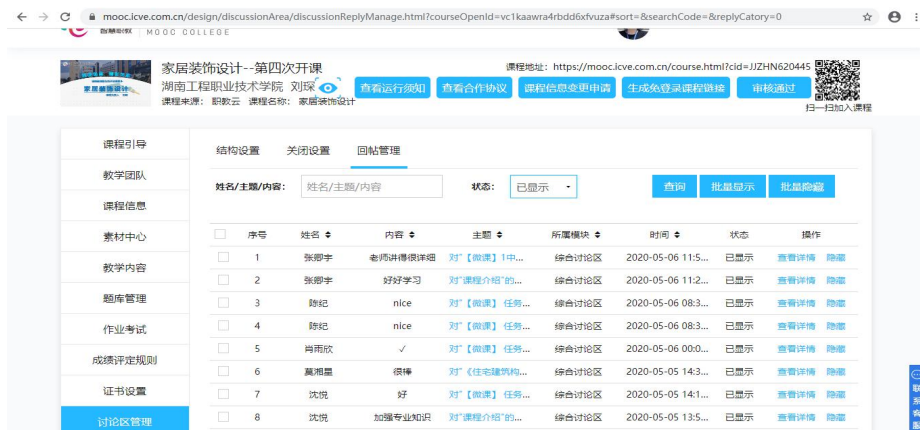 mooc.icve.com.cn/design/discussionArea/discussionReplyManage.html?courseOpenId=vc1kaawra4rbdd6xfvuza#sort=&searchCode=&replyCatory=0
智慧职教 MOOC COLLEGE
家居装饰设计--第四次开课
课程地址: https://mooc.icve.com.cn/course.html?cid=JJZHN620445
湖南工程职业技术学院 刘琛 查看运行须知 查看合作协议 课程信息变更申请 生成免登录课程链接 审核通过
课程来源: 职教云 课程名称: 家居装饰设计
扫一扫加入课程
课程引导
教学团队
课程信息
素材中心
教学内容
题库管理
作业考试
成绩评定规则
证书设置
讨论区管理
结构设置 关闭设置 回帖管理
姓名/主题/内容: 姓名/主题/内容 状态: 已显示 查询 批量显示 批量隐藏
序号 姓名 内容 主题 所属模块 时间 状态 操作
1 张卿宇 老师讲得很详细 对"【微课】1中... 综合讨论区 2020-05-06 11:5... 已显示 查看详情 隐藏
2 张卿宇 好好学习 对"课程介绍"的... 综合讨论区 2020-05-06 11:2... 已显示 查看详情 隐藏
3 陈纪 nice 对"【微课】任务... 综合讨论区 2020-05-06 08:3... 已显示 查看详情 隐藏
4 陈纪 nice 对"【微课】任务... 综合讨论区 2020-05-06 08:3... 已显示 查看详情 隐藏
5 肖雨欣 √ 对"【微课】任务... 综合讨论区 2020-05-06 00:0... 已显示 查看详情 隐藏
6 莫湘星 很棒 对"《住宅建筑构... 综合讨论区 2020-05-05 14:3... 已显示 查看详情 隐藏
7 沈悦 好 对"【微课】任务... 综合讨论区 2020-05-05 14:1... 已显示 查看详情 隐藏
8 沈悦 加强专业知识 对"课程介绍"的... 综合讨论区 2020-05-05 13:5... 已显示 查看详情 隐藏
联系客服